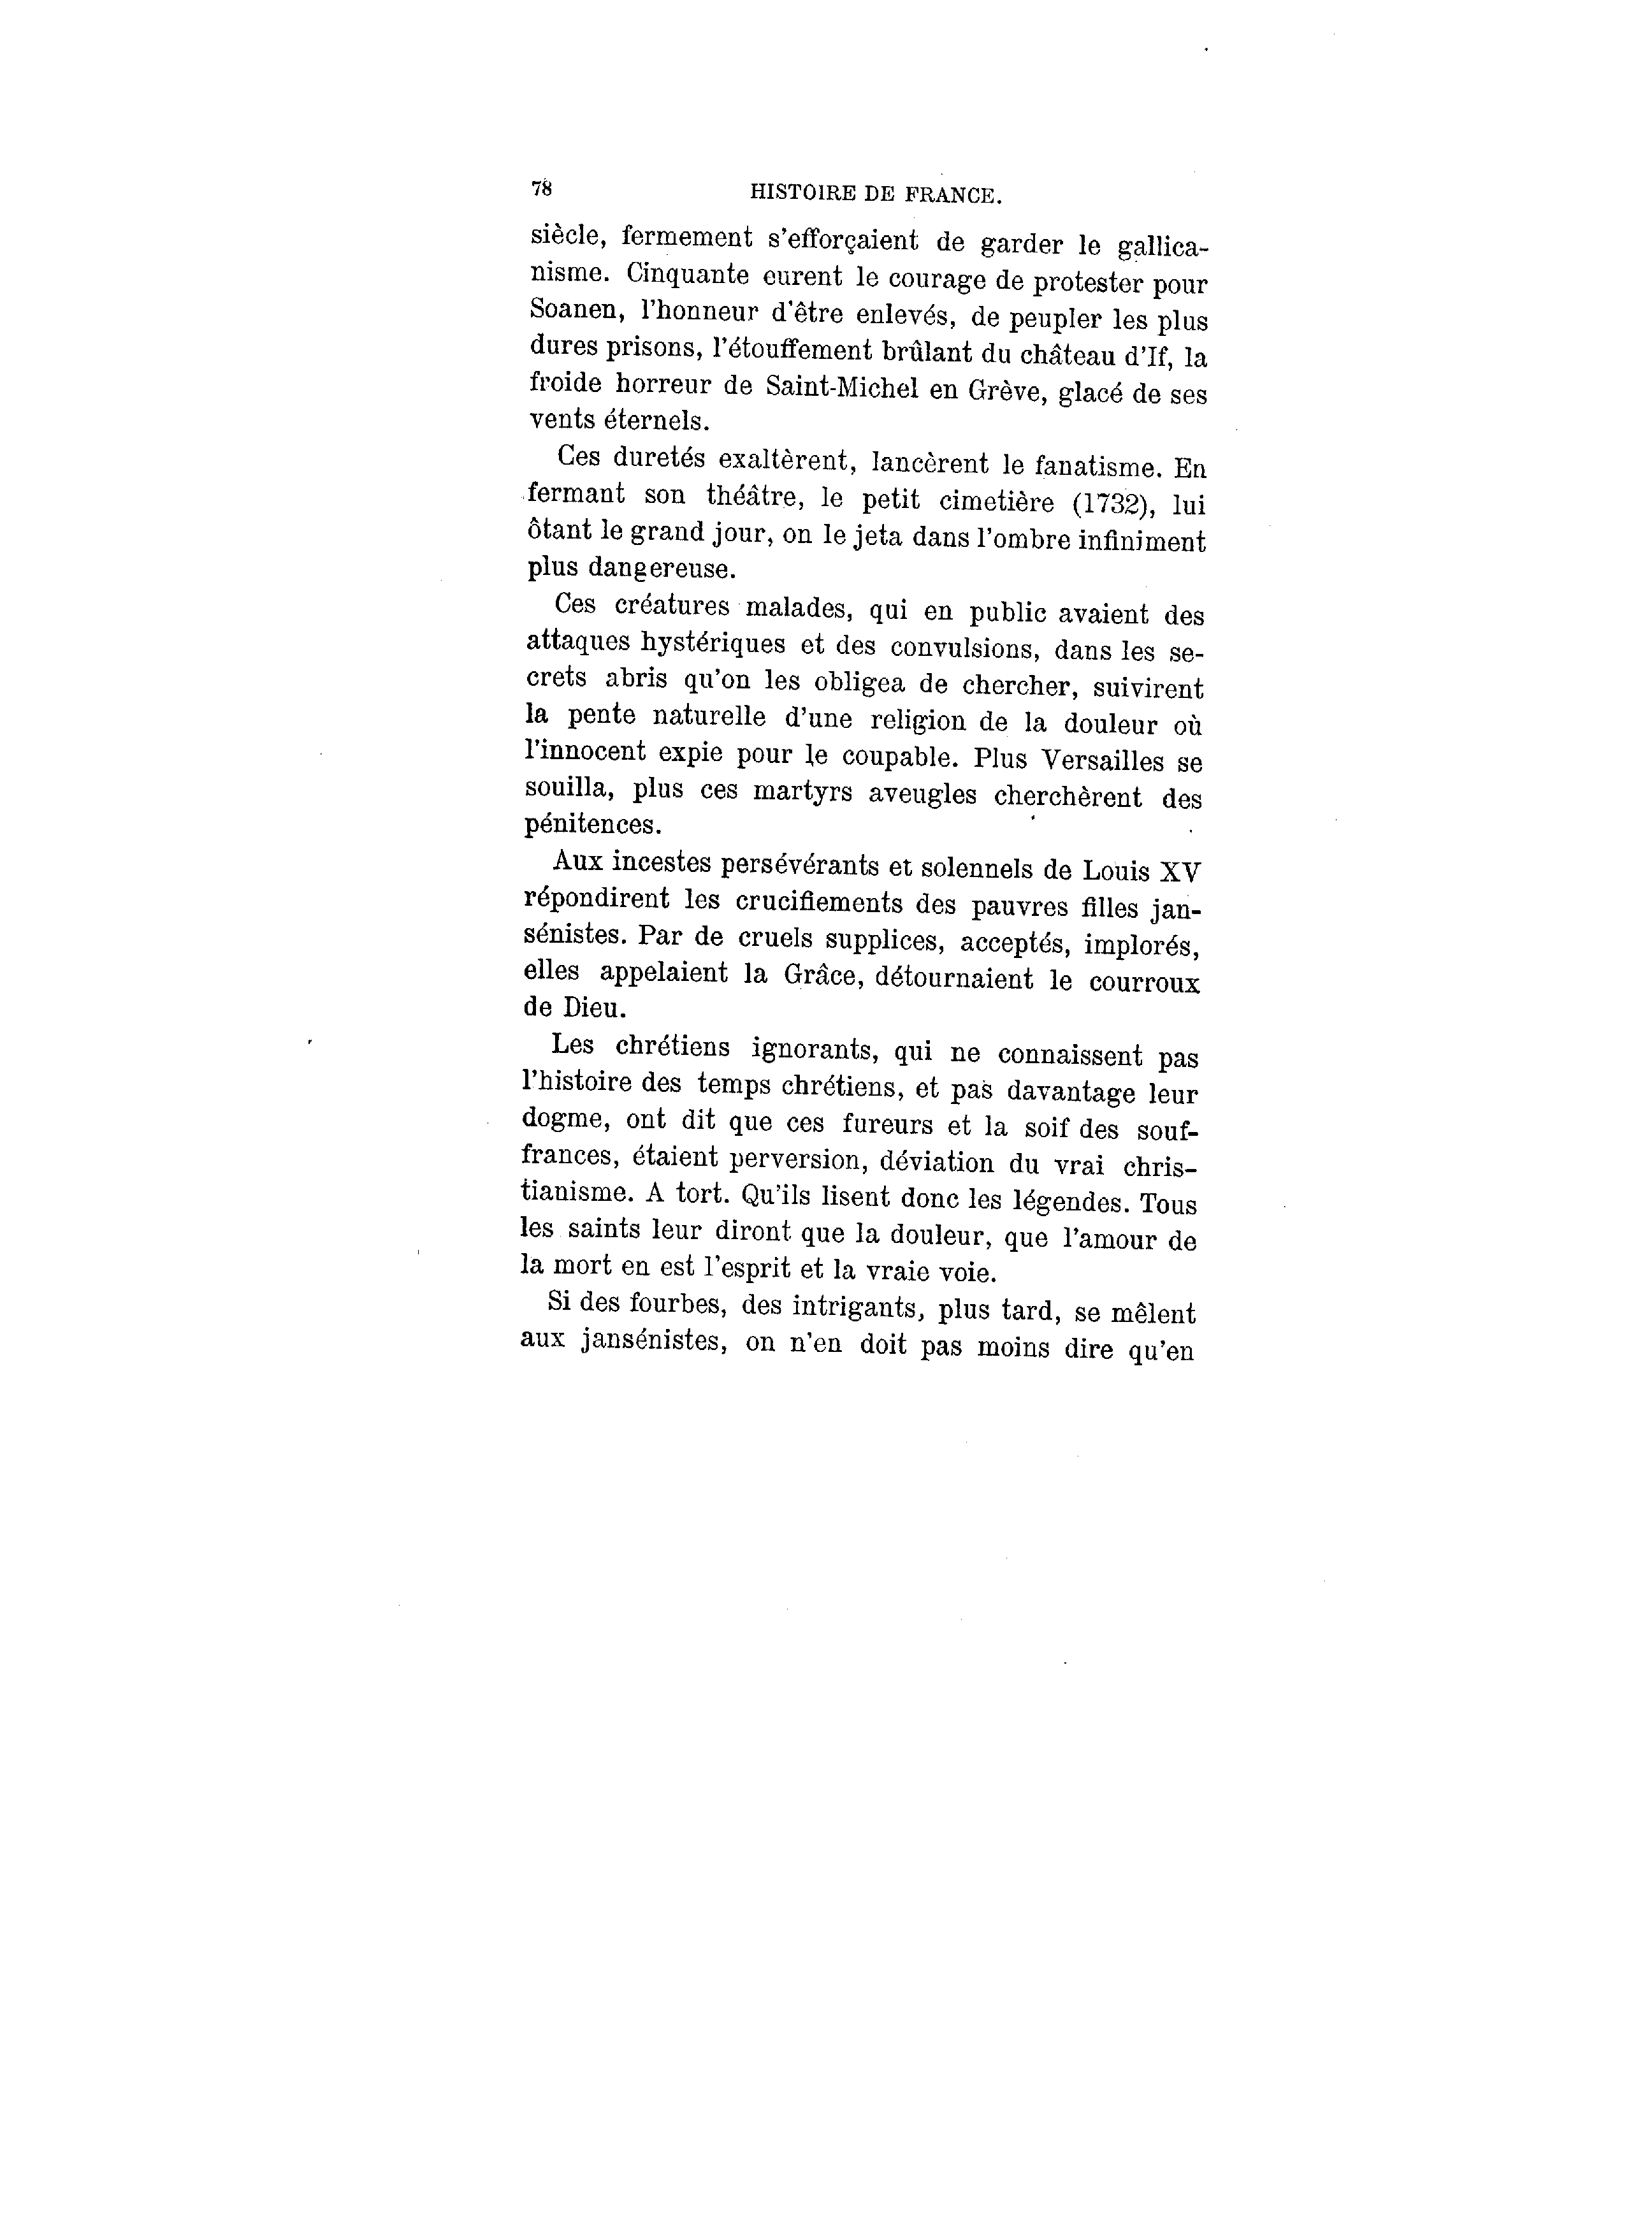 78 HISTOIRE DE FRANCE.
siècle, fermement s'efforçaient de garder le gallica-
nisme. Cinquante eurent le courage de protester pour
Soanen, l'honneur d'être enlevés, de peupler les plus
dures prisons, l'étouffement brûlant du château d'If, la
froide horreur de Saint-Michel en Grève, glacé de ses
vents éternels.
Ces duretés exaltèrent, lancèrent le fanatisme. En
fermant son théâtre, le petit cimetière (1732), lui
ôtant le grand jour, on le jeta dans l'ombre infiniment
plus dangereuse.
Ces créatures malades, qui en public avaient des
attaques hystériques et des convulsions, dans les se-
crets abris qu'on les obligea de chercher, suivirent
la pente naturelle d'une religion de la douleur où
l'innocent expie pour le coupable. Plus Versailles se
souilla, plus ces martyrs aveugles cherchèrent des
pénitences.
Aux incestes persévérants et solennels de Louis XV
répondirent les crucifiements des pauvres filles jan-
sénistes. Par de cruels supplices, acceptés, implorés,
elles appelaient la Grâce, détournaient le courroux
de Dieu.
Les chrétiens ignorants, qui ne connaissent pas
l'histoire des temps chrétiens, et pas davantage leur
dogme, ont dit que ces fureurs et la soif des souf-
frances, étaient perversion, déviation du vrai chris-
tianisme. A tort. Qu'ils lisent donc les légendes. Tous
les saints leur diront que la douleur, que l'amour de
la mort en est l'esprit et la vraie voie.
Si des fourbes, des intrigants, plus tard, se mêlent
aux jansénistes, on n'en doit pas moins dire qu'en